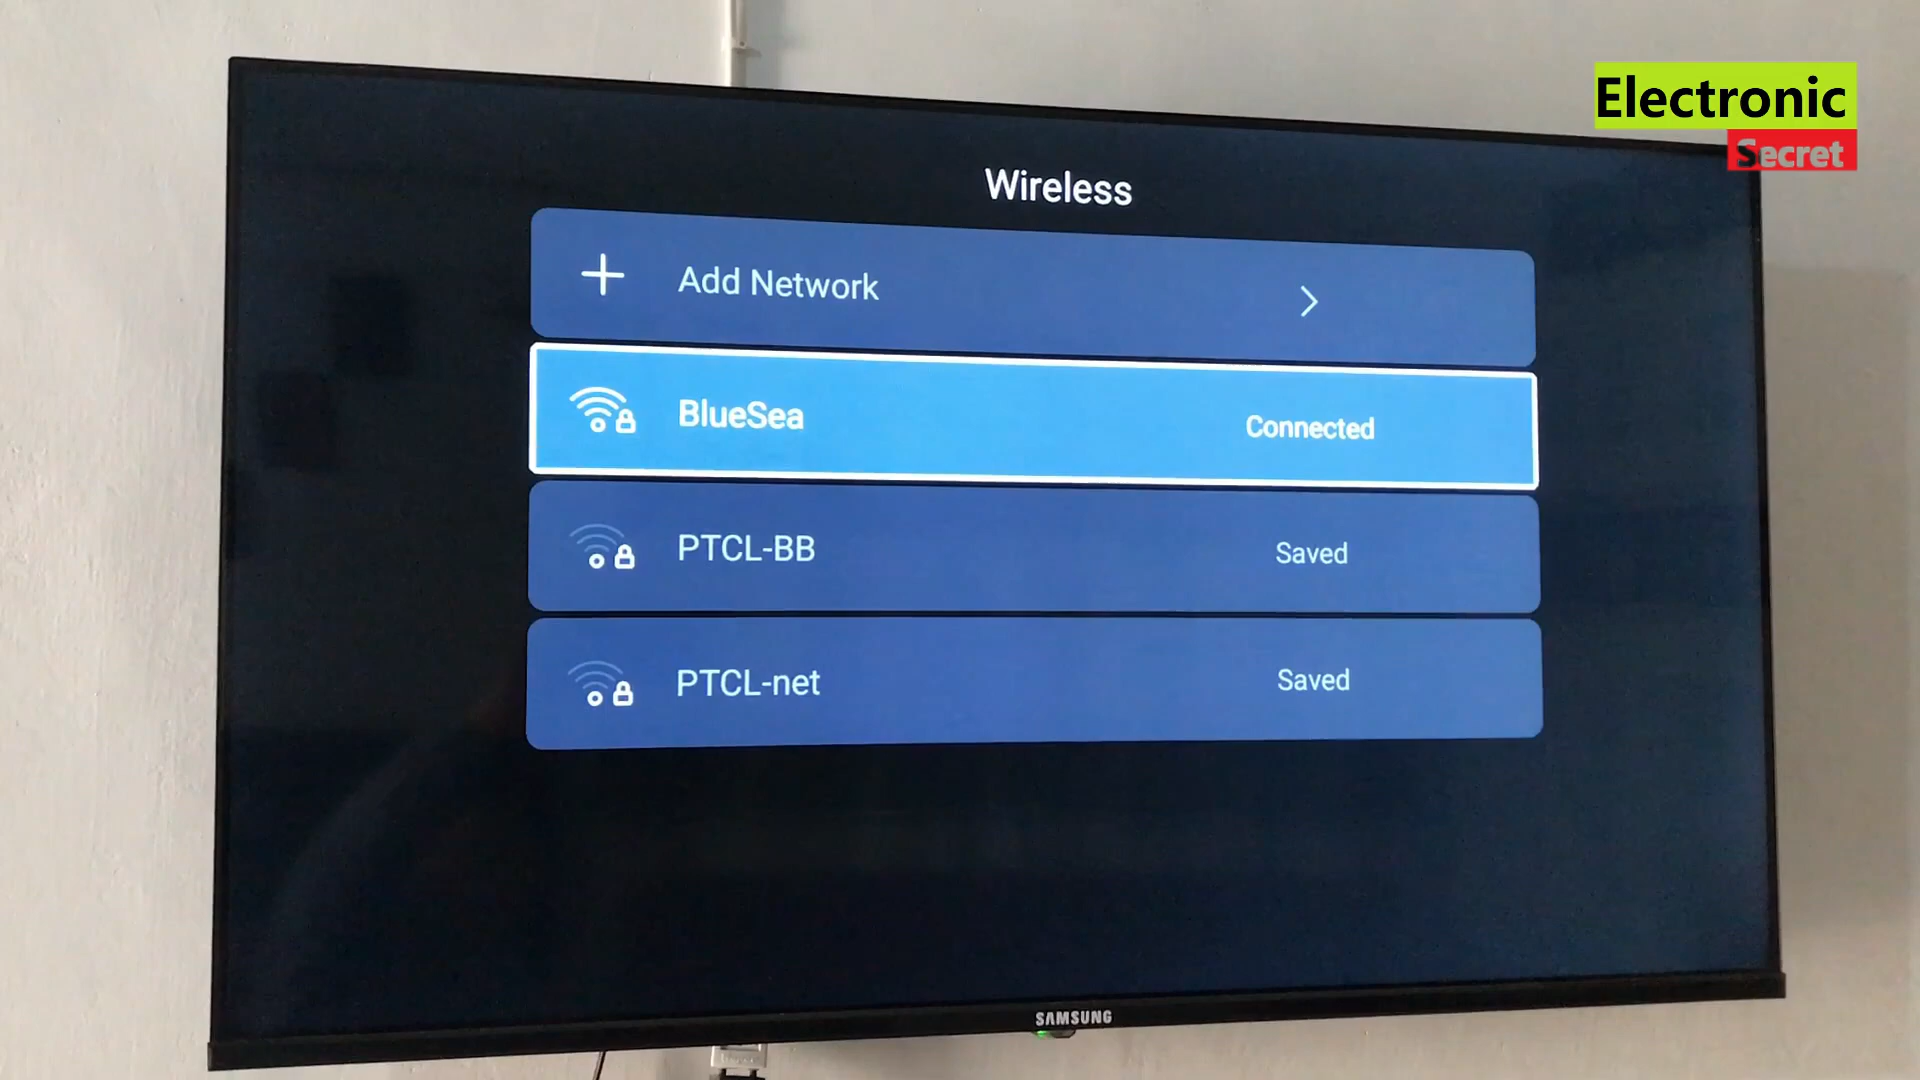 Electronic
Secret
Wireless
Add Network
BlueSea
Connected
PTCL-BB
Saved
PTCL-net
Saved
SAMSUNG